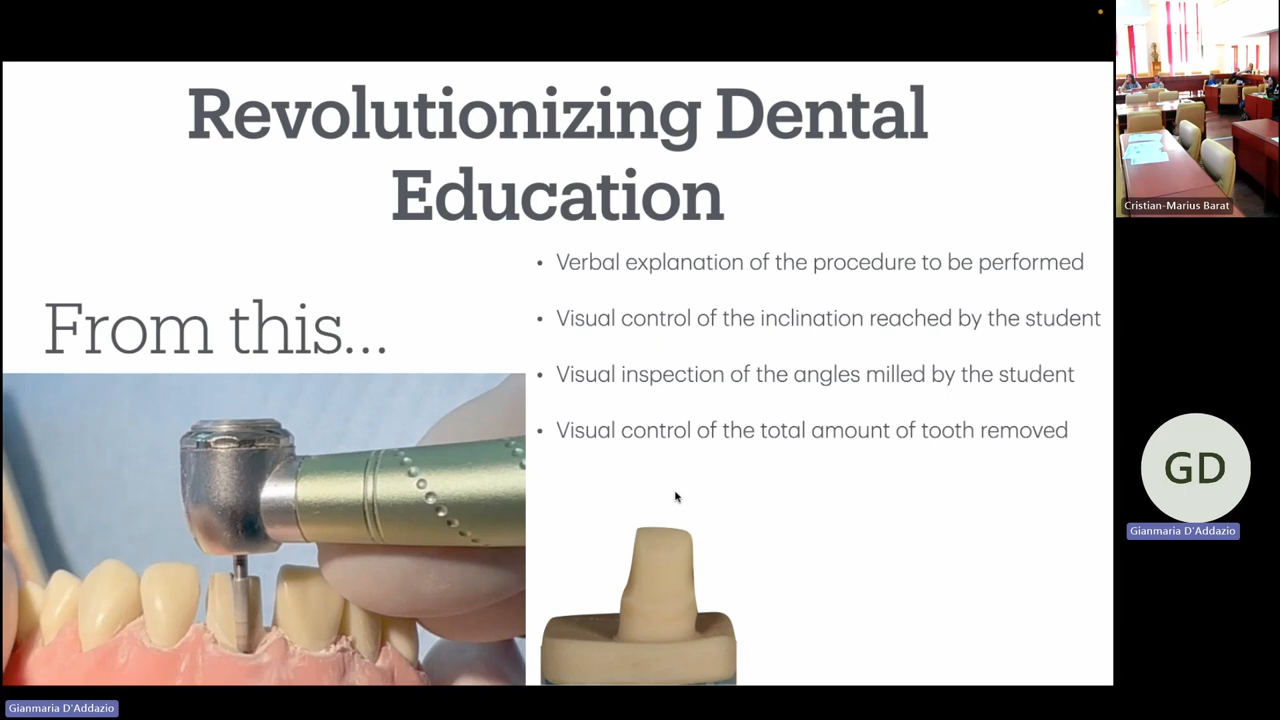 Revolutionizing Dental
Education
From this...
• Verbal explanation of the procedure to be performed
• Visual control of the inclination reached by the student
• Visual inspection of the angles milled by the student
• Visual control of the total amount of tooth removed
Cristian-Marius Barat
GD
Gianmaria D'Addazio
Gianmaria D'Addazio